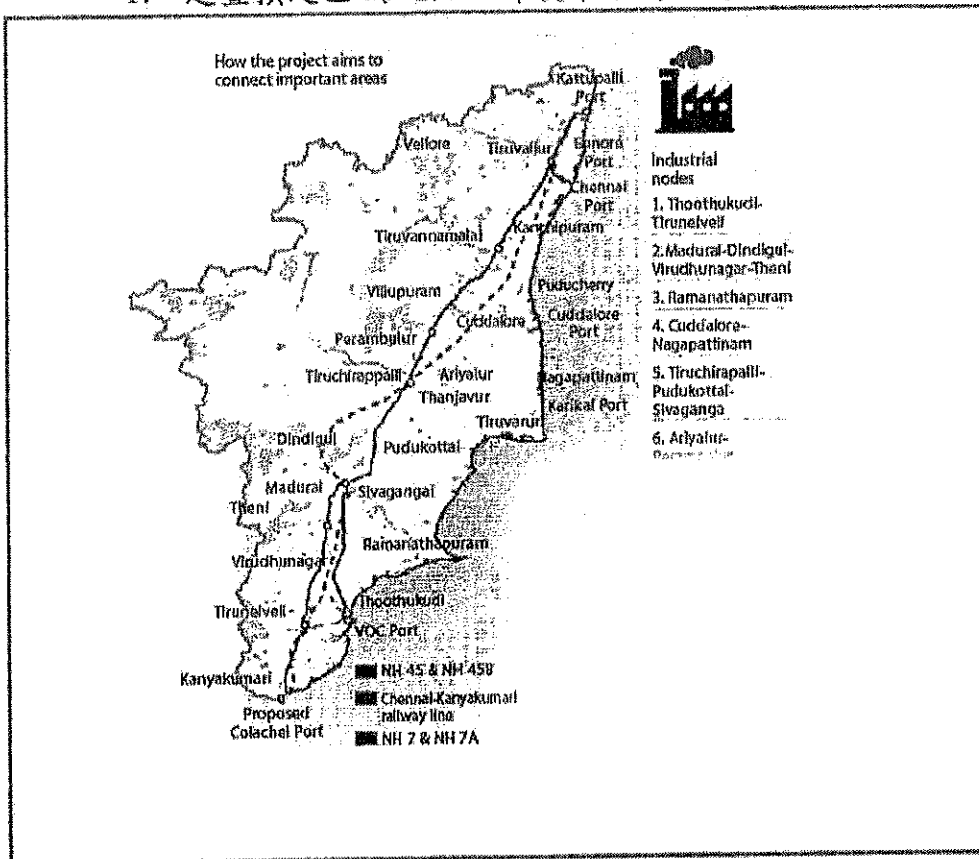 How the project aims to
connect important areas
Kattupalli
Port
Vellore
Tiruvallur
Ennore
Port
Chennai
Port
Kanchipuram
Tiruvannamalai
Villupuram
Puducherry
Cuddalore
Cuddalore
Port
Perambulur
Tiruchirappalli
Ariyalur
Thanjavur
Nagapattinam
Karikal Port
Tiruvarur
Dindigul
Pudukottai
Madurai
Sivagangai
Theni
Ramanathapuram
Virudhunagar
Thoothukudi
Tirunelveli
VOC Port
Kanyakumari
Proposed
Colachel Port
NH 45 & NH 45B
Chennai-Kanyakumari
railway line
NH 7 & NH 7A
Industrial
nodes
1. Thoothukudi-
Tirunelveli
2. Madurai-Dindigul-
Virudhunagar-Theni
3. Ramanathapuram
4. Cuddalore-
Nagapattinam
5. Tiruchirapalli-
Pudukottai-
Sivaganga
6. Ariyalur-